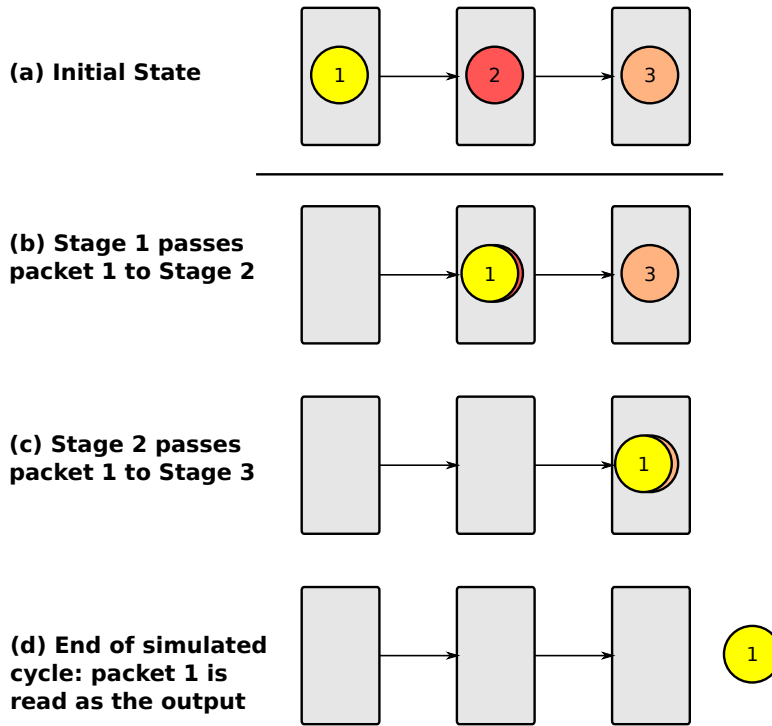 (a) Initial State
1
2
3
(b) Stage 1 passes
packet 1 to Stage 2
1
3
(c) Stage 2 passes
packet 1 to Stage 3
1
(d) End of simulated
cycle: packet 1 is
read as the output
1